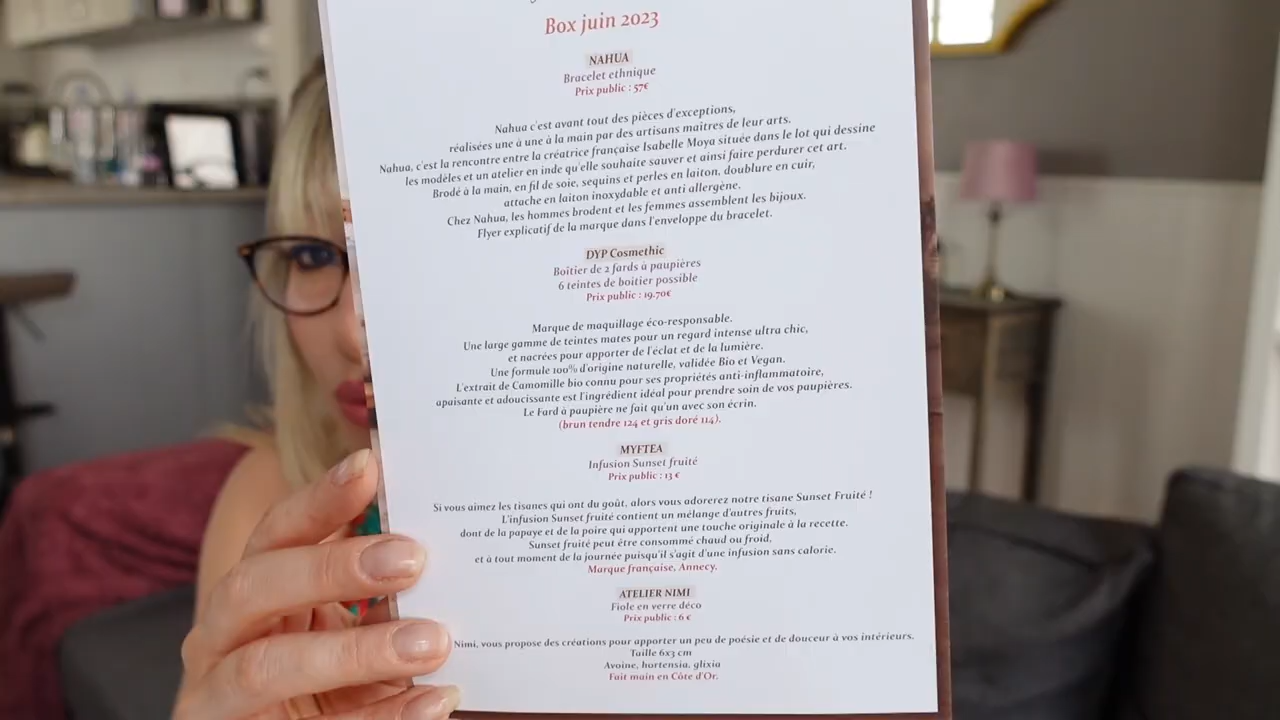 Box juin 2023
NAHUA
Bracelet ethnique
Prix public : 57€
Nahua c'est avant tout des pièces d'exceptions,
réalisées une à une à la main par des artisans maitres de leur arts.
Nahua, c'est la rencontre entre la créatrice française Isabelle Moya située dans le lot qui dessine
les modèles et un atelier en inde qu'elle souhaite sauver et ainsi faire perdurer cet art.
Brodé à la main, en fil de soie, sequins et perles en laiton, doublure en cuir,
attache en laiton inoxydable et anti allergène.
Chez Nahua, les hommes brodent et les femmes assemblent les bijoux.
Flyer explicatif de la marque dans l'enveloppe du bracelet.
DYP Cosmethic
Boitier de 2 fards à paupières
6 teintes de boitier possible
Prix public : 19.70€
Marque de maquillage éco-responsable.
Une large gamme de teintes mates pour un regard intense ultra chic,
et nacrées pour apporter de l'éclat et de la lumière.
Une formule 100% d'origine naturelle, validée Bio et Vegan.
L'extrait de Camomille bio connu pour ses propriétés anti-inflammatoire,
apaisante et adoucissante est l'ingrédient idéal pour prendre soin de vos paupières.
Le Fard à paupière ne fait qu'un avec son écrin.
(brun tendre 124 et gris doré 114).
MYFTEA
Infusion Sunset fruité
Prix public : 13 €
Si vous aimez les tisanes qui ont du goût, alors vous adorerez notre tisane Sunset Fruité !
L'infusion Sunset fruité contient un mélange d'autres fruits,
dont de la papaye et de la poire qui apportent une touche originale à la recette.
Sunset fruité peut être consommé chaud ou froid,
et à tout moment de la journée puisqu'il s'agit d'une infusion sans calorie.
Marque française, Annecy.
ATELIER NIMI
Fiole en verre déco
Prix public : 6 €
Nimi, vous propose des créations pour apporter un peu de poésie et de douceur à vos intérieurs.
Taille 6x3 cm
Avoine, hortensia, glixia
Fait main en Côte d'Or.